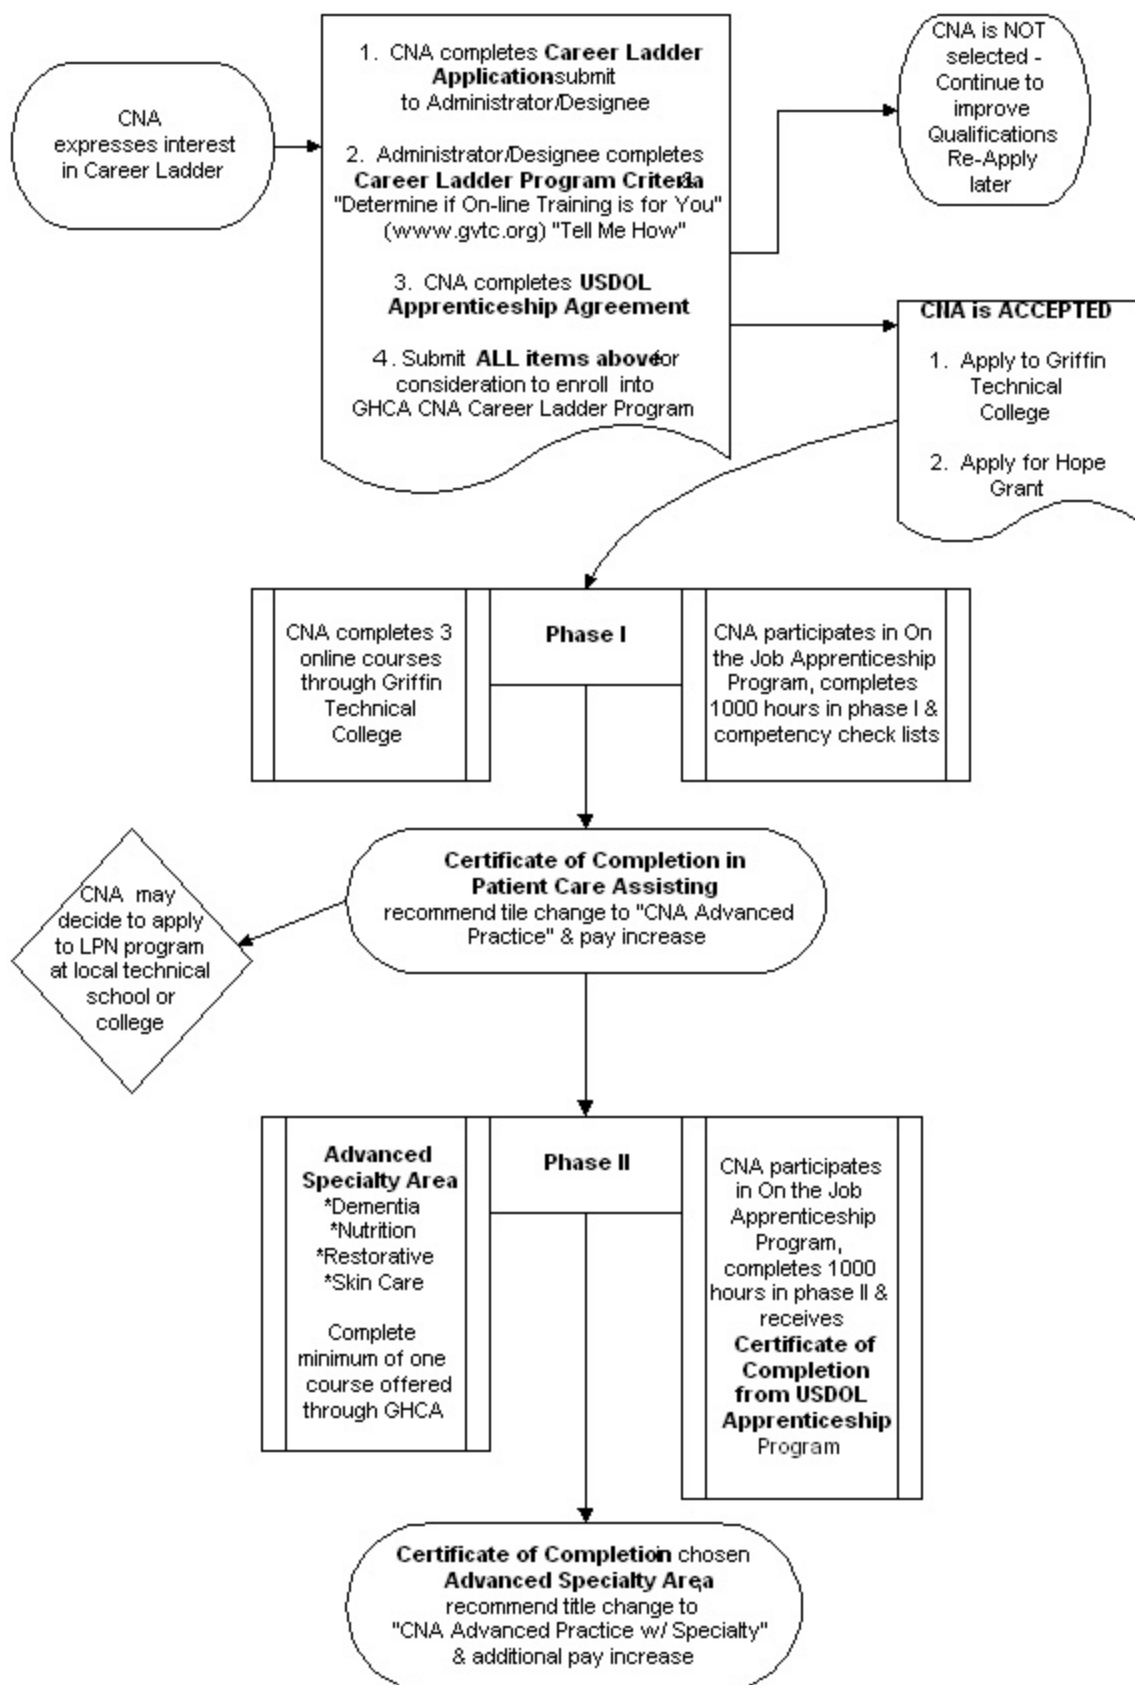 CNA
expresses interest
in Career Ladder
1. CNA completes Career Ladder
Application submit
to Administrator/Designee
2. Administrator/Designee completes
Career Ladder Program Criteria
"Determine if On-line Training is for You"
(www.gvtc.org) "Tell Me How"
3. CNA completes USDOL
Apprenticeship Agreement
4. Submit ALL items above for
consideration to enroll into
GHCA CNA Career Ladder Program
CNA is NOT
selected -
Continue to
improve
Qualifications
Re-Apply
later
CNA is ACCEPTED
1. Apply to Griffin
Technical
College
2. Apply for Hope
Grant
CNA completes 3
online courses
through Griffin
Technical
College
Phase I
CNA participates in On
the Job Apprenticeship
Program, completes
1000 hours in phase I &
competency check lists
Certificate of Completion in
Patient Care Assisting
recommend tile change to "CNA Advanced
Practice" & pay increase
CNA may
decide to apply
to LPN program
at local technical
school or
college
Advanced
Specialty Area
*Dementia
*Nutrition
*Restorative
*Skin Care
Complete
minimum of one
course offered
through GHCA
Phase II
CNA participates
in On the Job
Apprenticeship
Program,
completes 1000
hours in phase II &
receives
Certificate of
Completion
from USDOL
Apprenticeship
Program
Certificate of Completion in chosen
Advanced Specialty Area,
recommend title change to
"CNA Advanced Practice w/ Specialty"
& additional pay increase